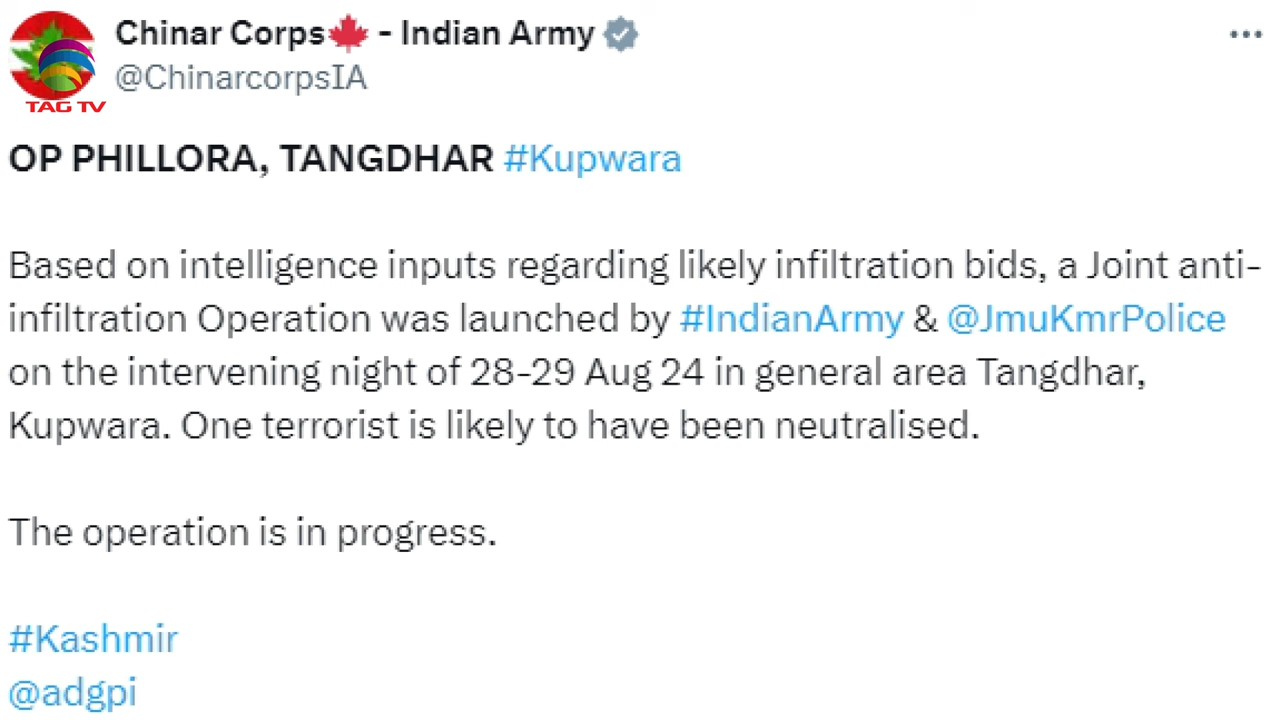 Chinar Corps🍁 - Indian Army
@ChinarcorpsIA
TAG TV
OP PHILLORA, TANGDHAR #Kupwara
Based on intelligence inputs regarding likely infiltration bids, a Joint anti-
infiltration Operation was launched by #IndianArmy & @JmuKmrPolice
on the intervening night of 28-29 Aug 24 in general area Tangdhar,
Kupwara. One terrorist is likely to have been neutralised.
The operation is in progress.
#Kashmir
@adgpi